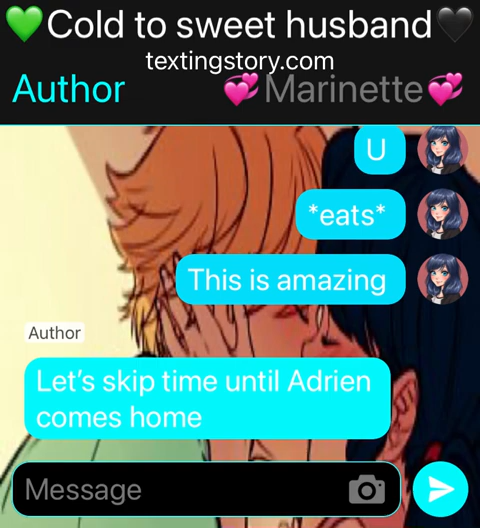 💚Cold to sweet husband🖤
textingstory.com
Author 💞Marinette💞
U
*eats*
This is amazing
Author
Let’s skip time until Adrien
comes home
Message